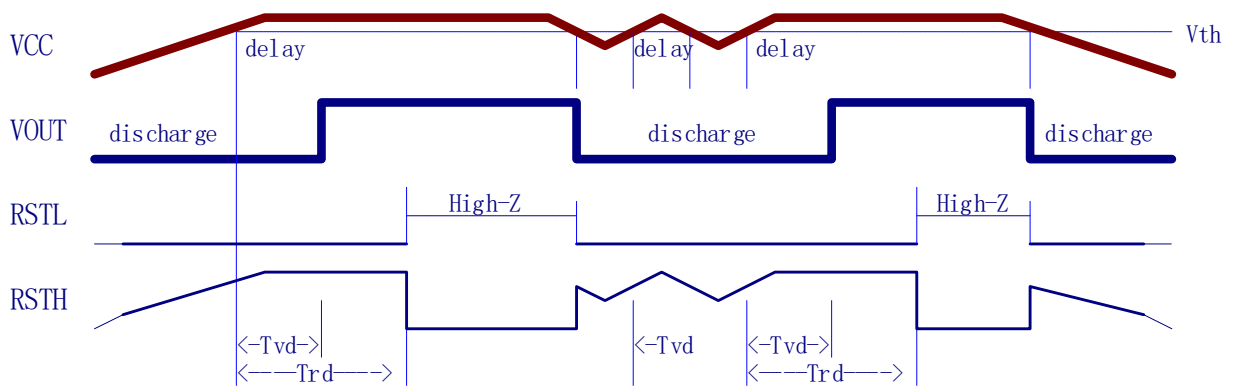 VCC delay delay delay Vth
VOUT discharge discharge discharge
RSTL High-Z High-Z
RSTH
<-Tvd-> <-Tvd <-Tvd->
<----Trd----> <----Trd---->